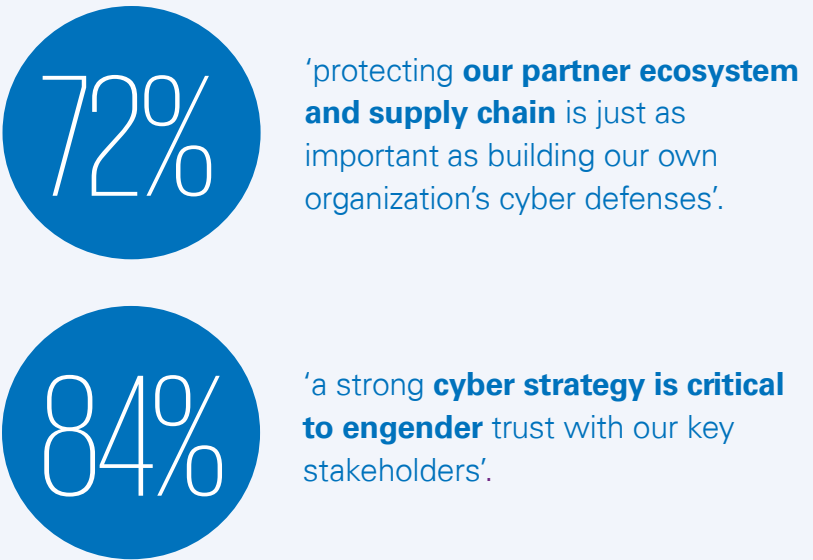 72%
‘protecting our partner ecosystem
and supply chain is just as
important as building our own
organization’s cyber defenses’.
84%
‘a strong cyber strategy is critical
to engender trust with our key
stakeholders’.